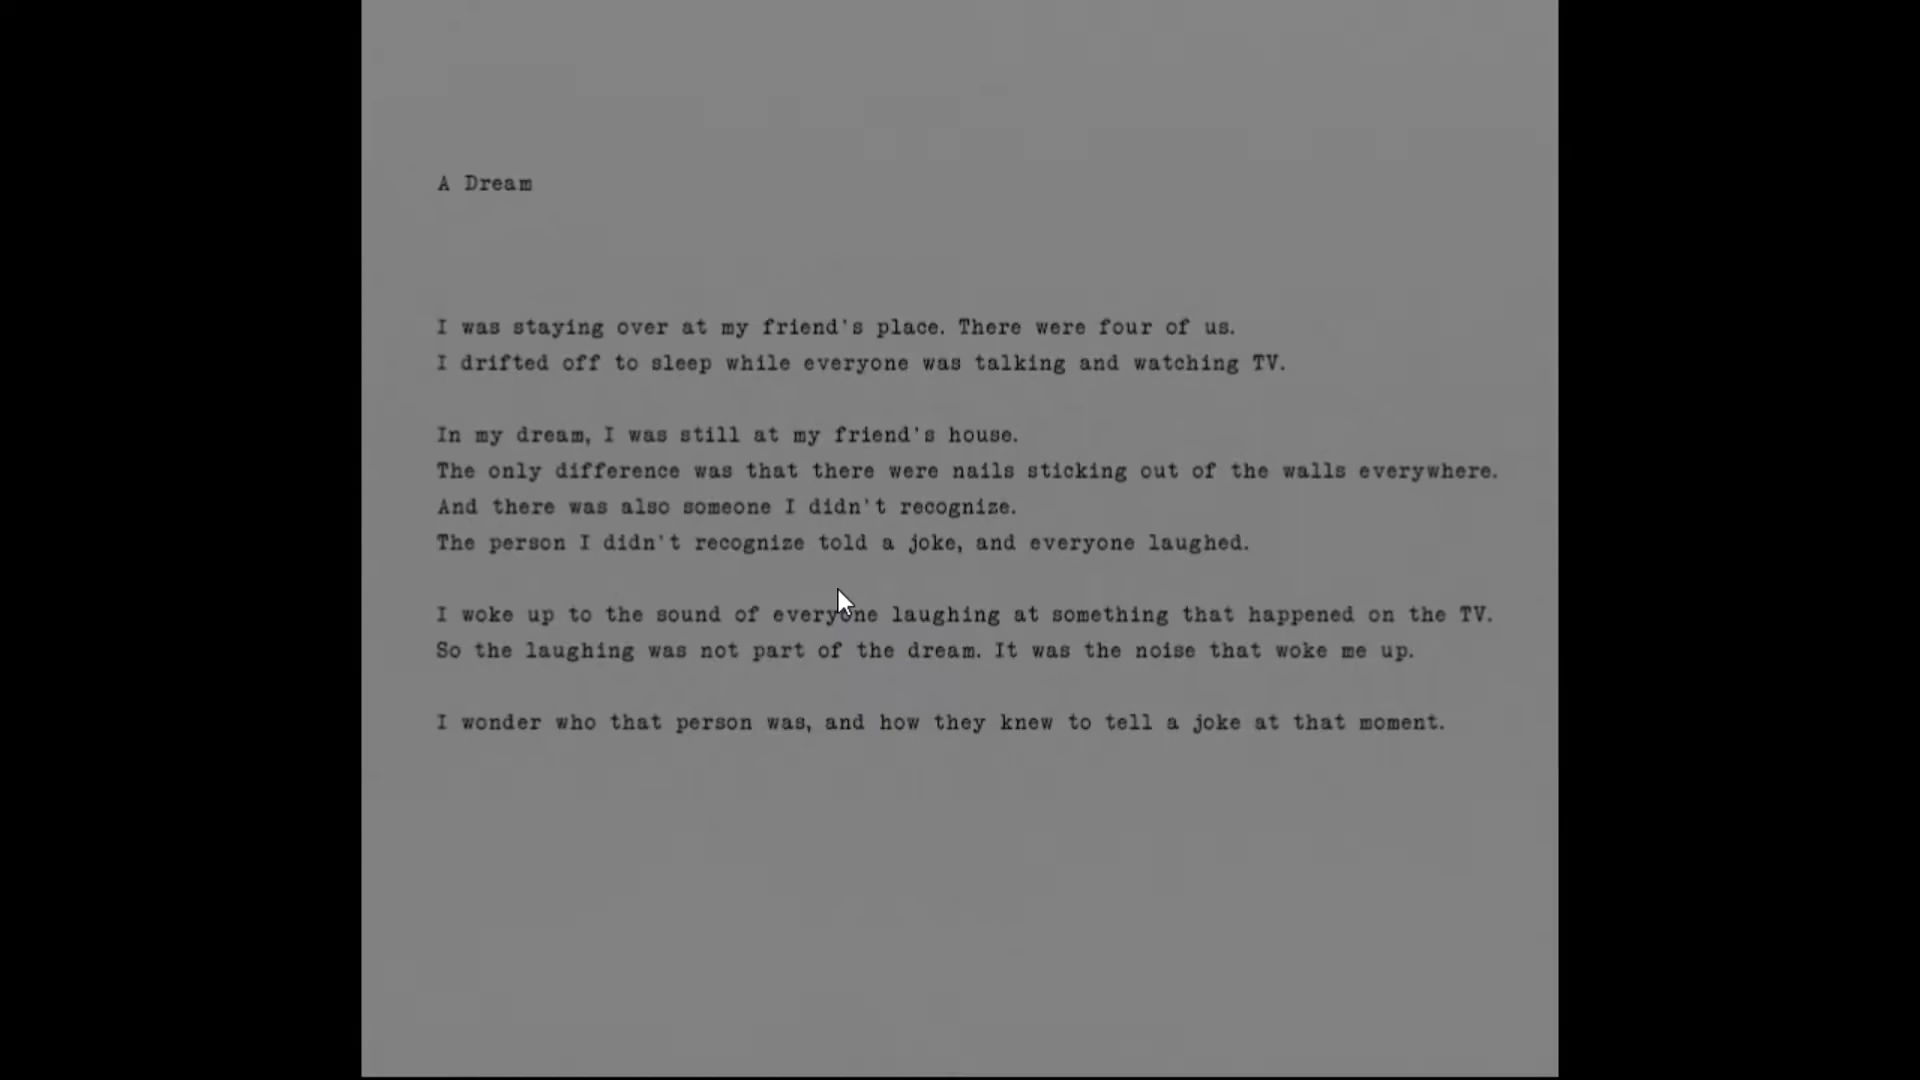 A Dream
I was staying over at my friend's place. There were four of us.
I drifted off to sleep while everyone was talking and watching TV.
In my dream, I was still at my friend's house.
The only difference was that there were nails sticking out of the walls everywhere.
And there was also someone I didn't recognize.
The person I didn't recognize told a joke, and everyone laughed.
I woke up to the sound of everyone laughing at something that happened on the TV.
So the laughing was not part of the dream. It was the noise that woke me up.
I wonder who that person was, and how they knew to tell a joke at that moment.